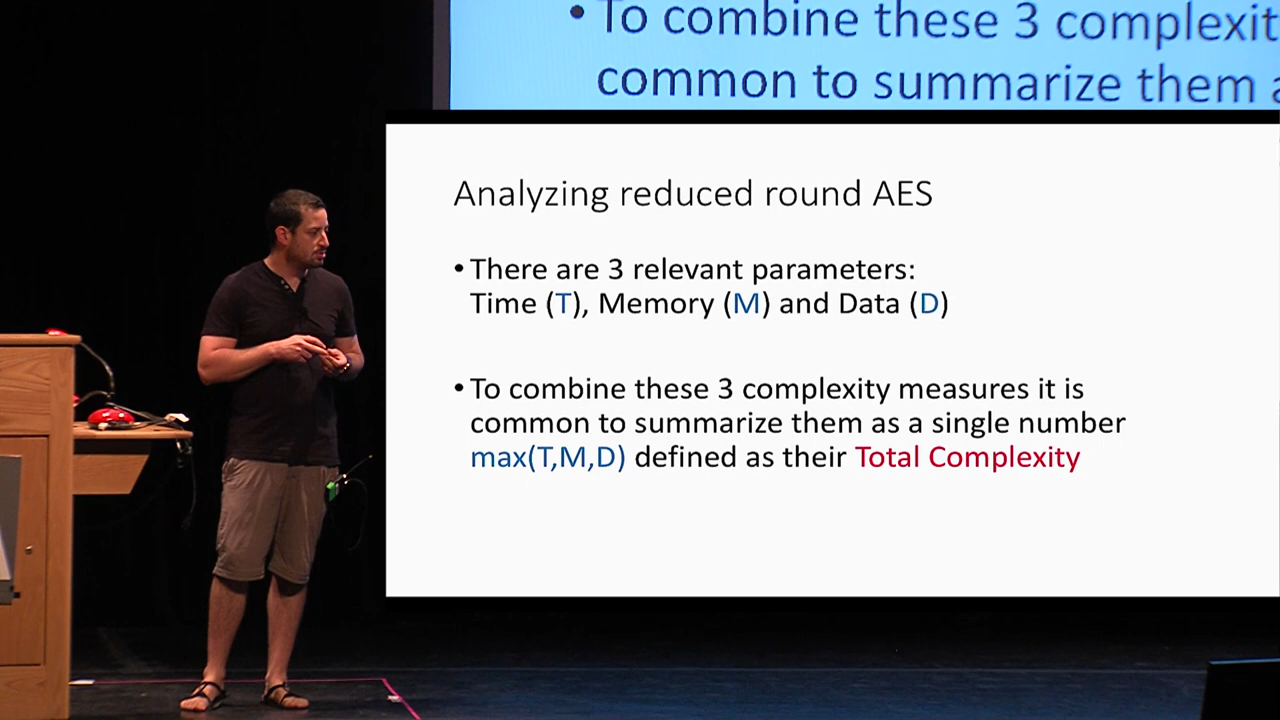 • To combine these 3 complexit
common to summarize them
Analyzing reduced round AES
• There are 3 relevant parameters:
Time (T), Memory (M) and Data (D)
• To combine these 3 complexity measures it is
common to summarize them as a single number
max(T,M,D) defined as their Total Complexity